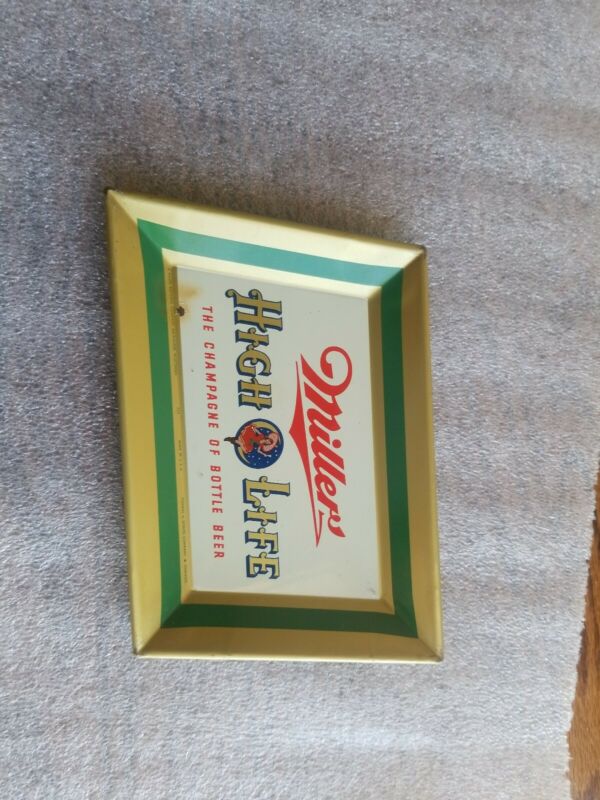 Miller
HIGH LIFE
THE CHAMPAGNE OF BOTTLE BEER